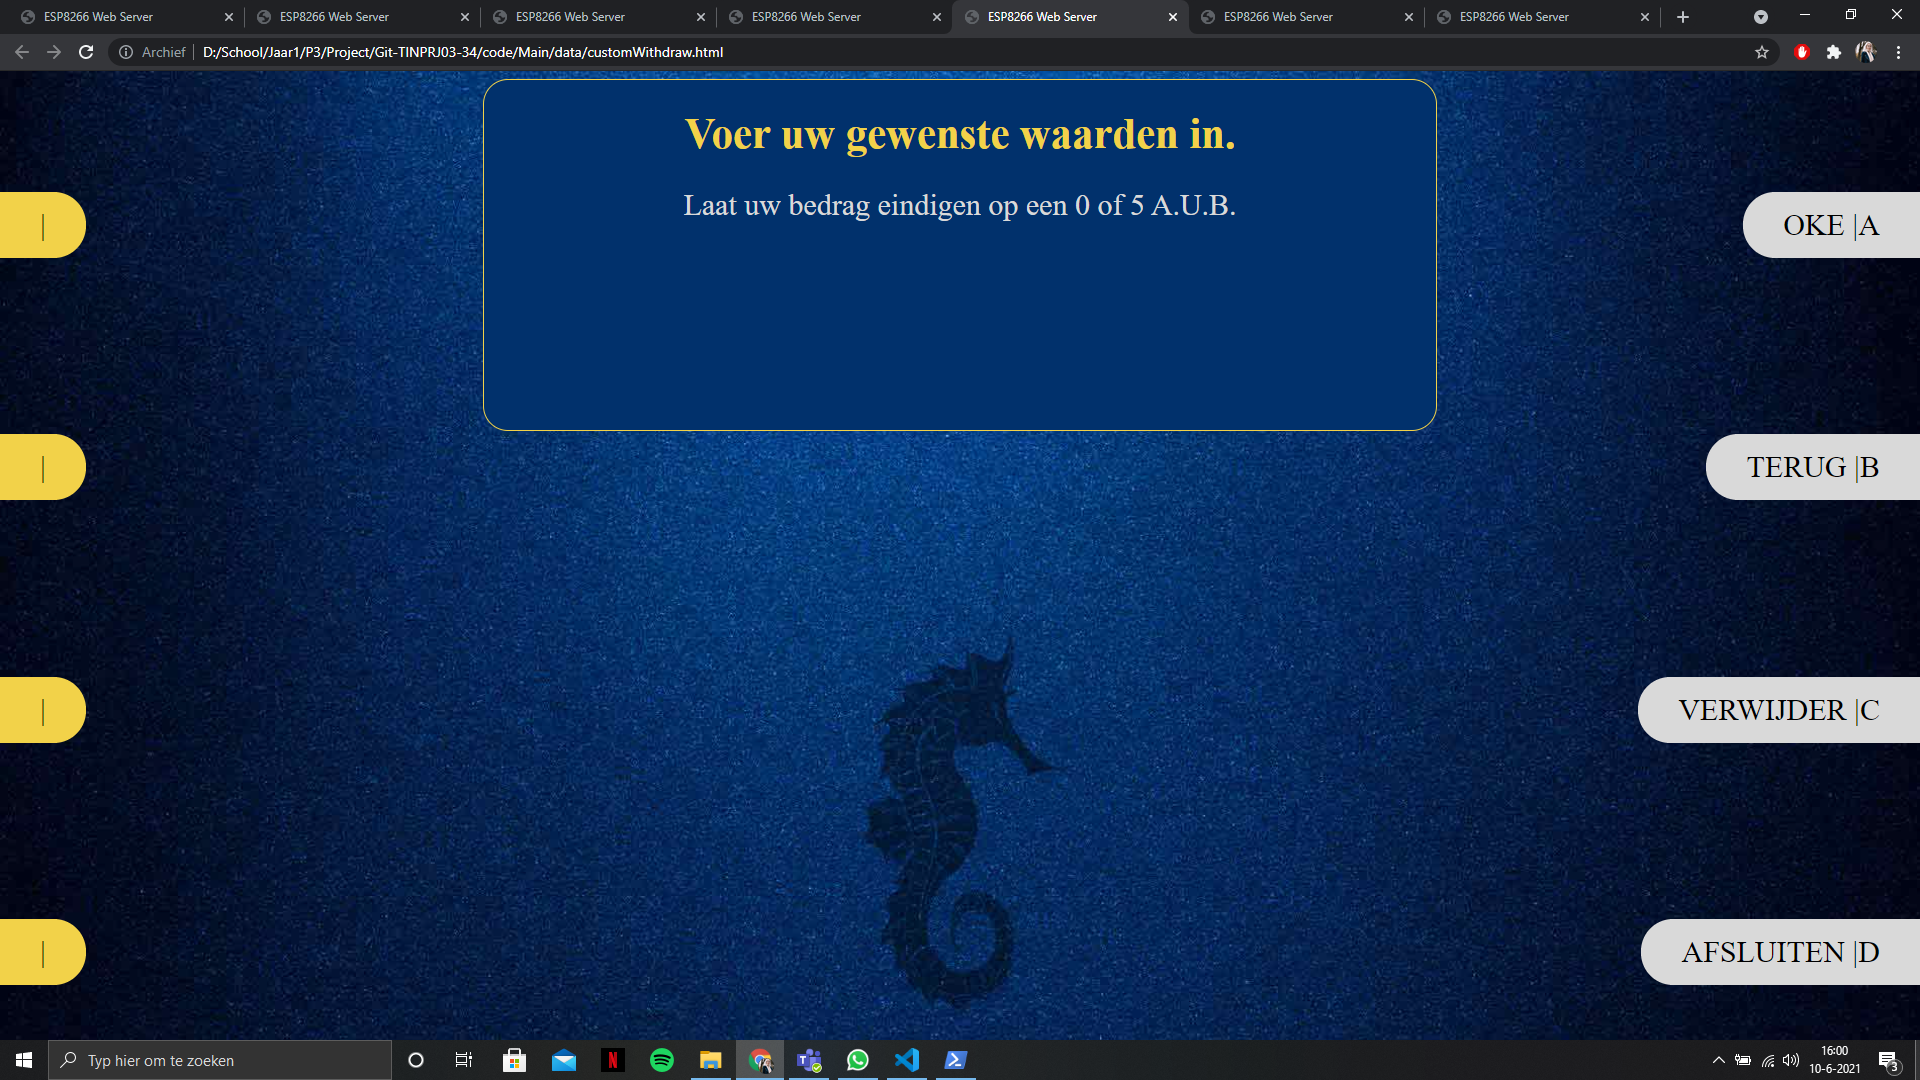 ESP8266 Web Server
ESP8266 Web Server
ESP8266 Web Server
ESP8266 Web Server
ESP8266 Web Server
ESP8266 Web Server
ESP8266 Web Server
Archief | D:/School/Jaar1/P3/Project/Git-TINPRJ03-34/code/Main/data/customWithdraw.html
Voer uw gewenste waarden in.
Laat uw bedrag eindigen op een 0 of 5 A.U.B.
|
OKE |A
|
TERUG |B
|
VERWIJDER |C
|
AFSLUITEN |D
Typ hier om te zoeken
16:00
10-6-2021
3